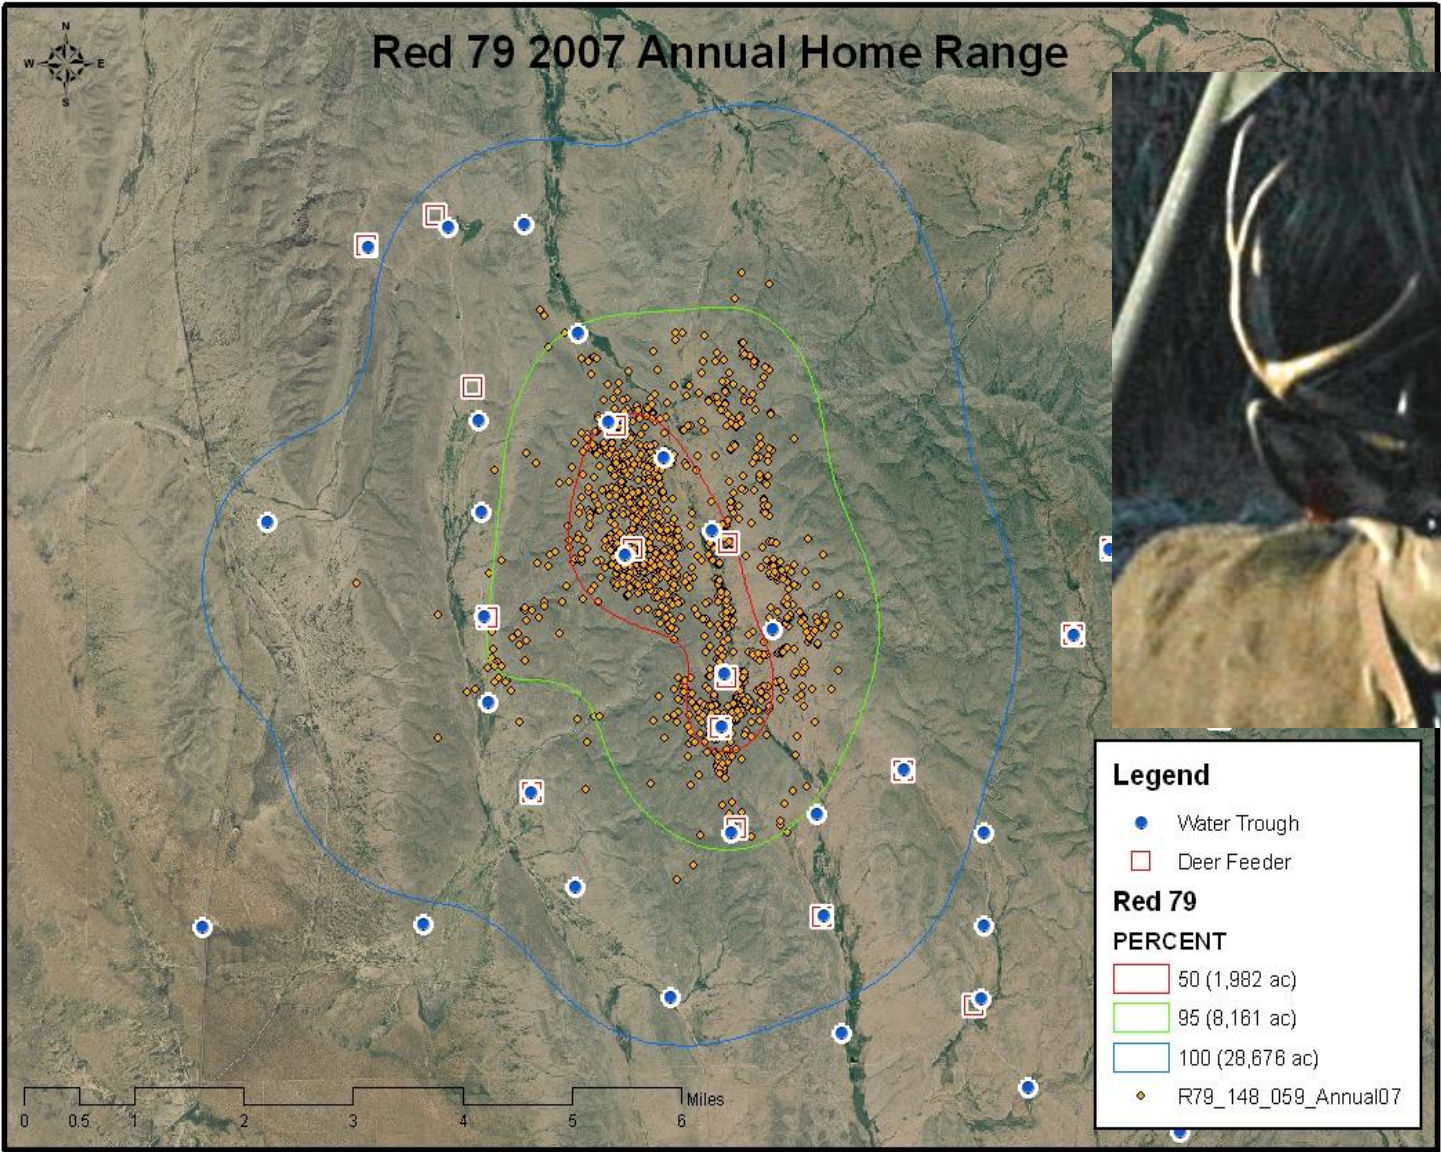 N
W E
S
Red 79 2007 Annual Home Range
Legend
Water Trough
Deer Feeder
Red 79
PERCENT
50 (1,982 ac)
95 (8,161 ac)
100 (28,676 ac)
R79_148_059_Annual07
Miles
0 0.5 1 2 3 4 5 6